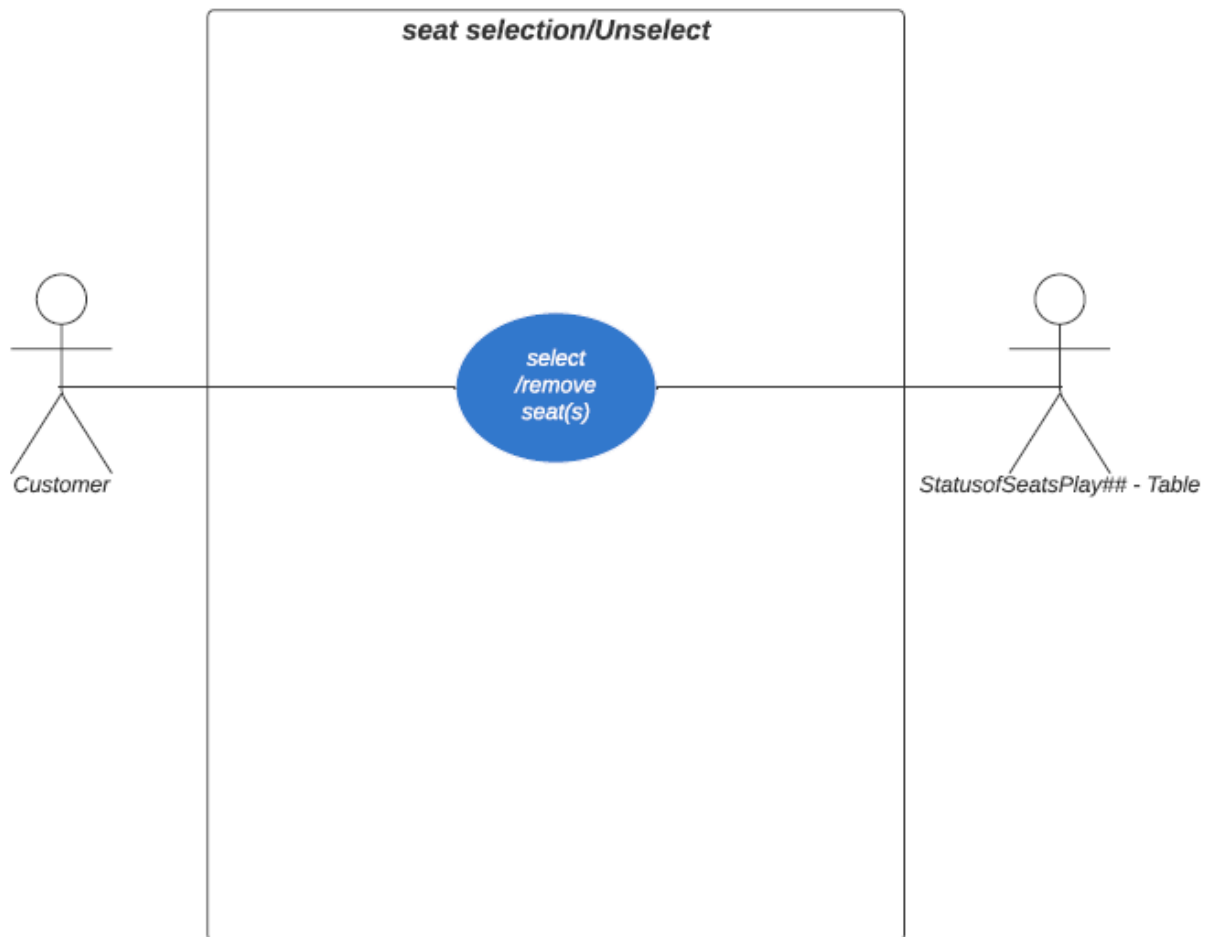 seat selection/Unselect
select
/remove
seat(s)
Customer
StatusofSeatsPlay## - Table